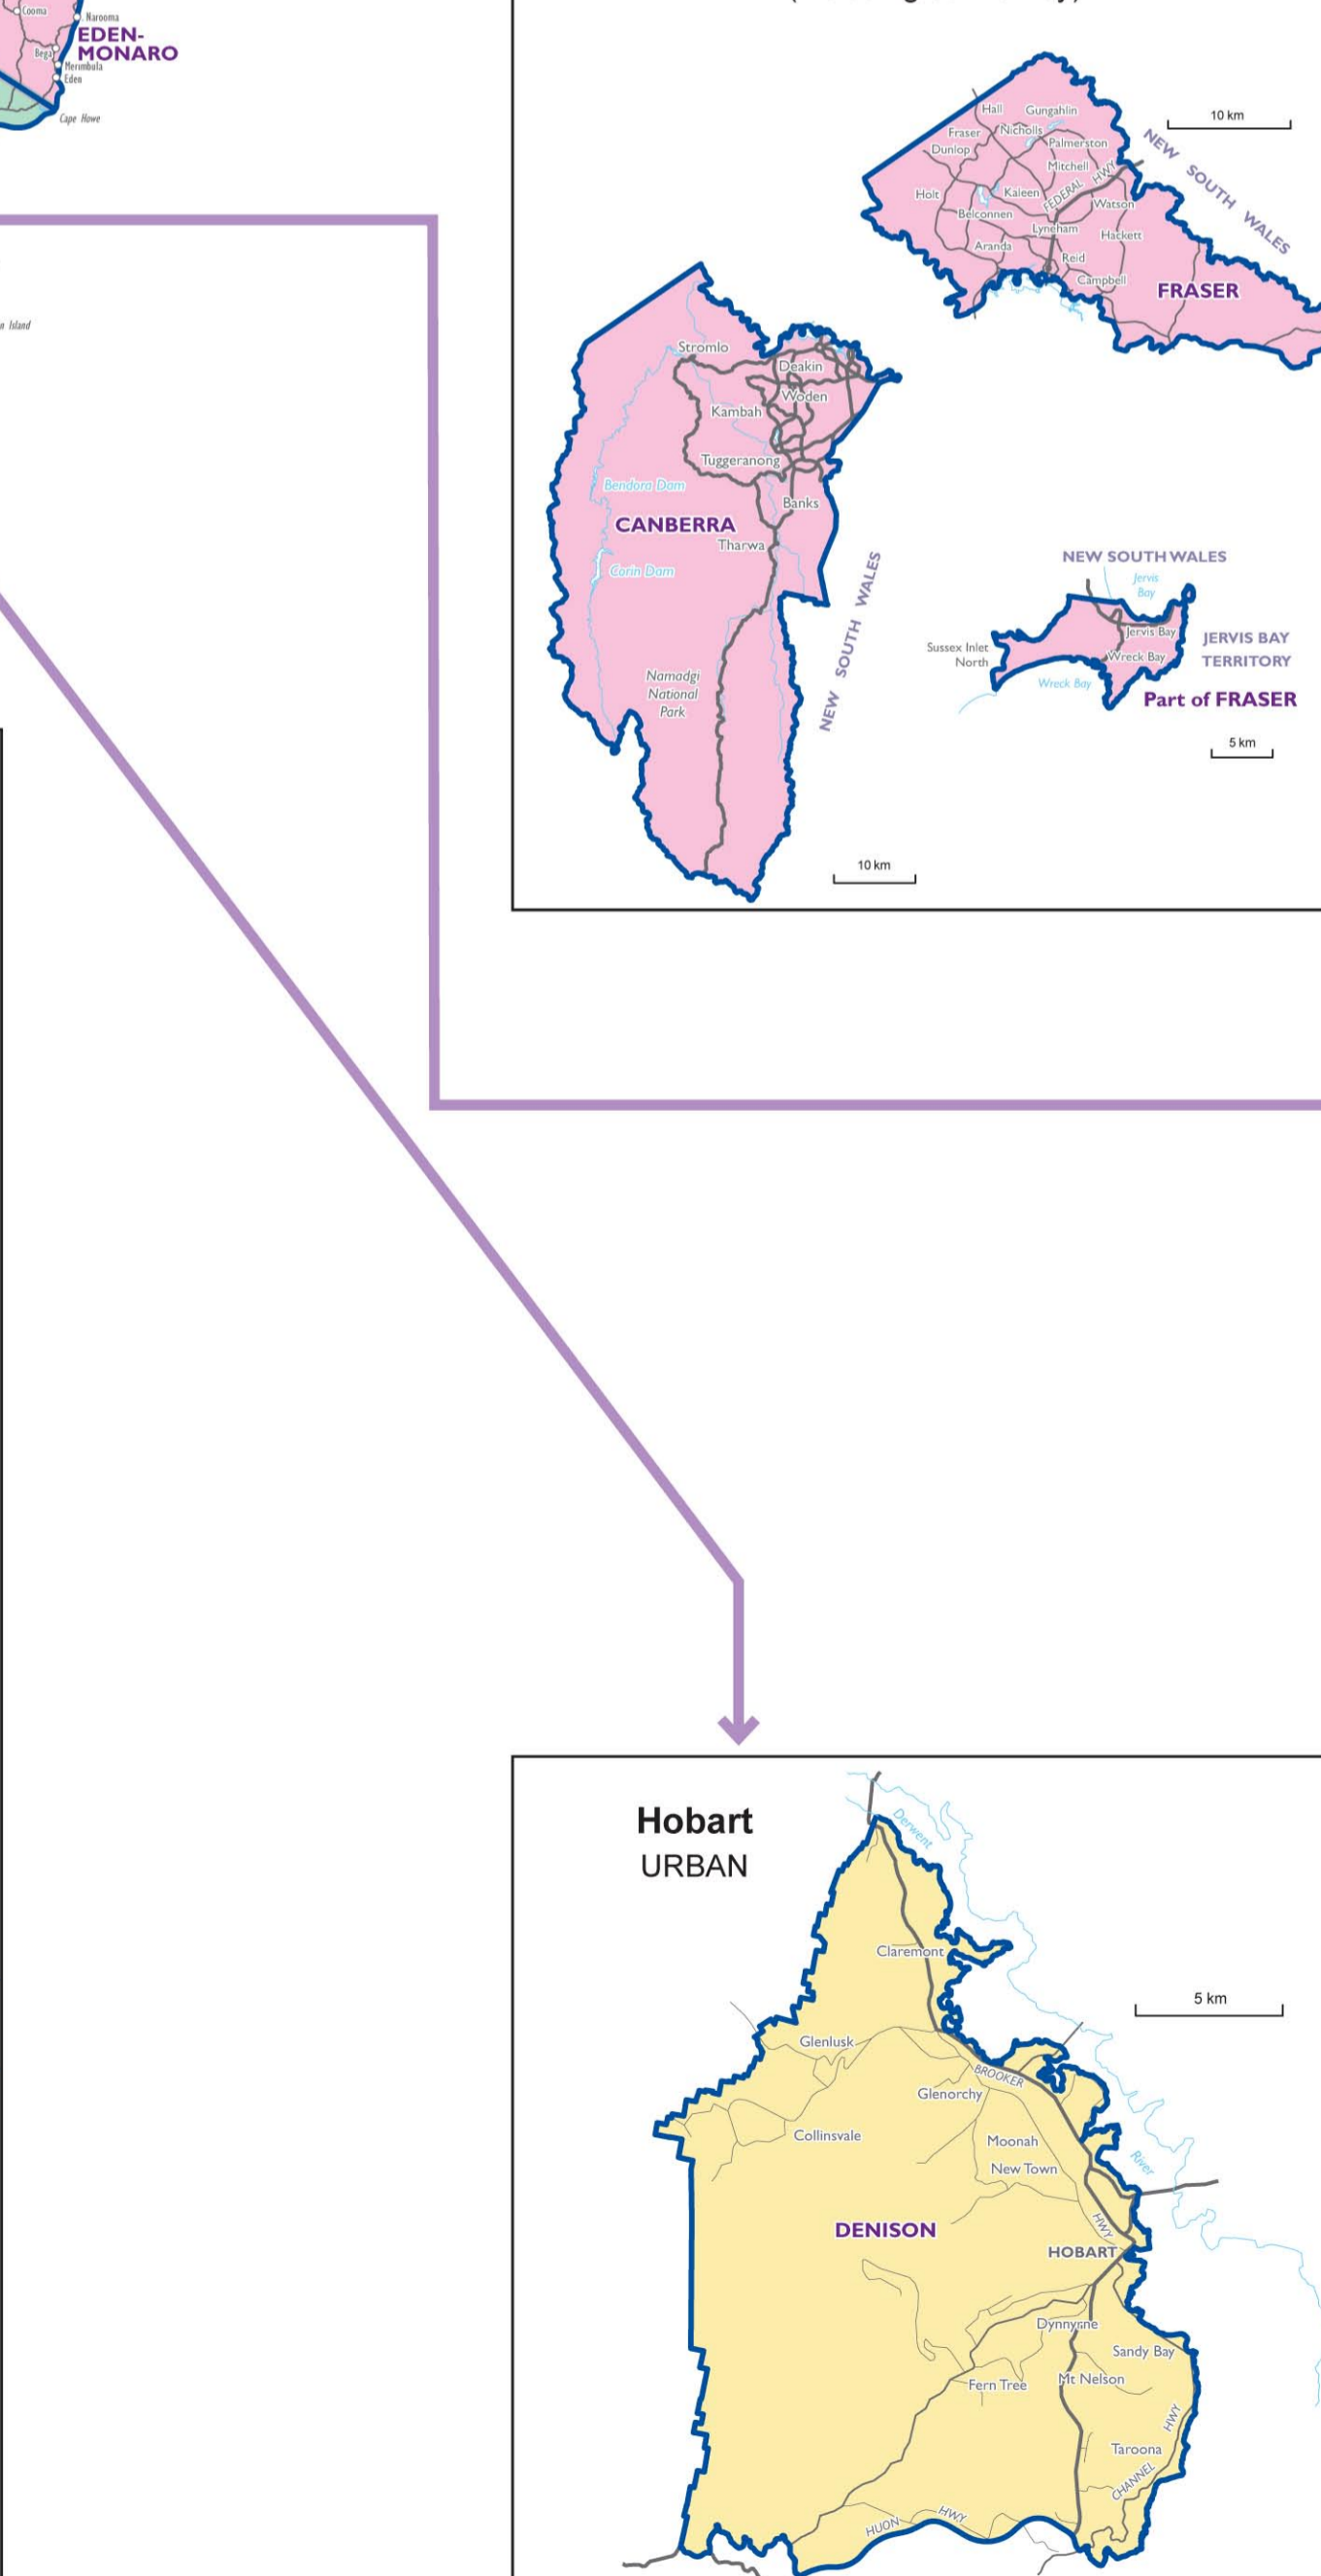 Cooma
Narooma
EDEN-
MONARO
Bega
Merimbula
Eden
Cape Howe
Island
Hall
Gungahlin
10 km
Fraser
Nicholls
NEW SOUTH WALES
Dunlop
Palmerston
Mitchell
Holt
Kaleen
FEDERAL HWY
Watson
Belconnen
Lyneham
Hackett
Aranda
Reid
Campbell
FRASER
Stromlo
Deakin
Woden
Kambah
Tuggeranong
Bendora Dam
Banks
CANBERRA
Tharwa
Corin Dam
NEW SOUTH WALES
Namadgi
National
Park
10 km
NEW SOUTH WALES
Jervis
Bay
Jervis Bay
JERVIS BAY
TERRITORY
Sussex Inlet
North
Wreck Bay
Wreck Bay
Part of FRASER
5 km
Hobart
URBAN
Derwent
Claremont
5 km
Glenlusk
BROOKER
Glenorchy
Collinsvale
Moonah
New Town
River
DENISON
HWY
HOBART
Dynnyrne
Sandy Bay
Fern Tree
Mt Nelson
HWY
Taroona
CHANNEL
HUON HWY